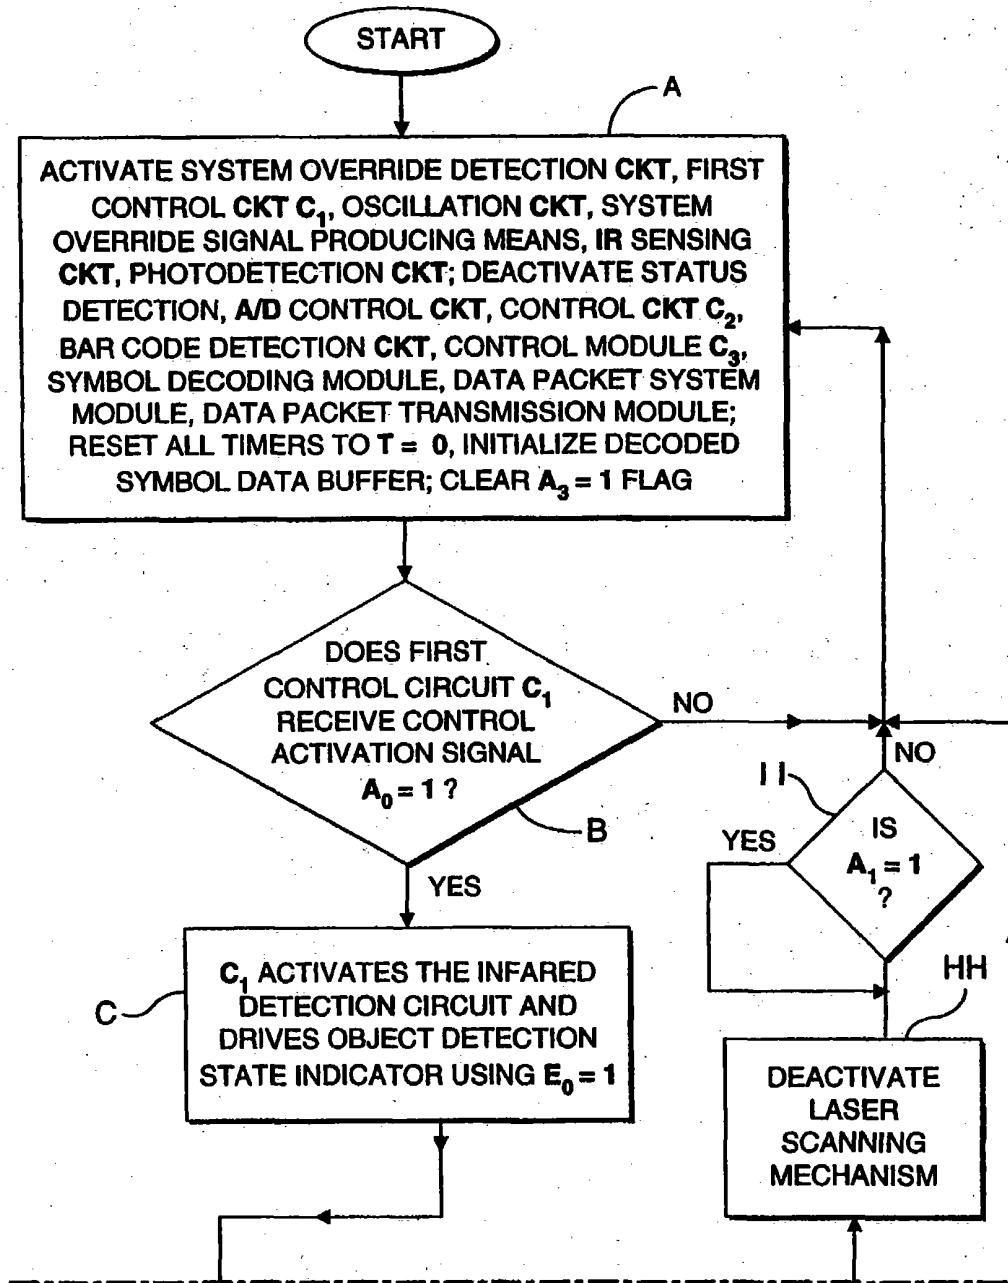 START
A
ACTIVATE SYSTEM OVERRIDE DETECTION CKT, FIRST
CONTROL CKT C₁, OSCILLATION CKT, SYSTEM
OVERRIDE SIGNAL PRODUCING MEANS, IR SENSING
CKT, PHOTODETECTION CKT; DEACTIVATE STATUS
DETECTION, A/D CONTROL CKT, CONTROL CKT C₂,
BAR CODE DETECTION CKT, CONTROL MODULE C₃,
SYMBOL DECODING MODULE, DATA PACKET SYSTEM
MODULE, DATA PACKET TRANSMISSION MODULE;
RESET ALL TIMERS TO T = 0, INITIALIZE DECODED
SYMBOL DATA BUFFER; CLEAR A₃ = 1 FLAG
DOES FIRST
CONTROL CIRCUIT C₁
RECEIVE CONTROL
ACTIVATION SIGNAL
A₀ = 1 ?
NO
B
YES
NO
II
YES
IS
A₁ = 1
?
C
C₁ ACTIVATES THE INFARED
DETECTION CIRCUIT AND
DRIVES OBJECT DETECTION
STATE INDICATOR USING E₀ = 1
HH
DEACTIVATE
LASER
SCANNING
MECHANISM